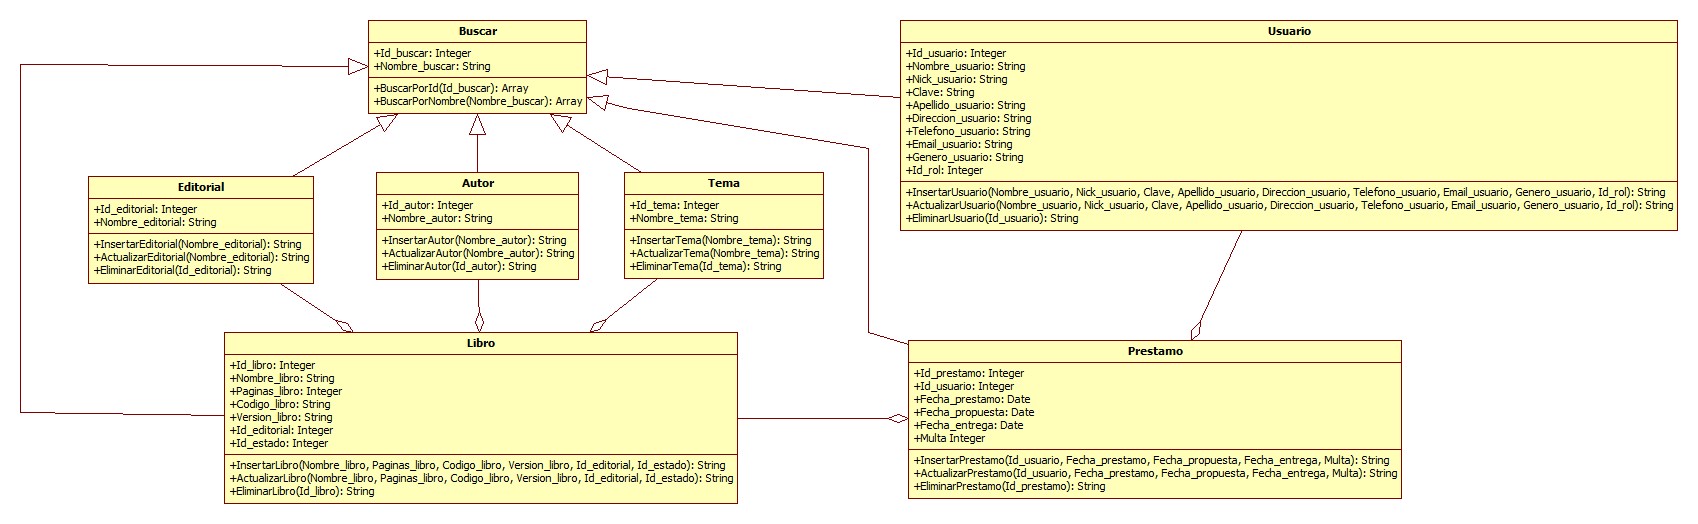 Buscar
+Id_buscar: Integer
+Nombre_buscar: String
+BuscarPorId(Id_buscar): Array
+BuscarPorNombre(Nombre_buscar): Array
Usuario
+Id_usuario: Integer
+Nombre_usuario: String
+Nick_usuario: String
+Clave: String
+Apellido_usuario: String
+Direccion_usuario: String
+Telefono_usuario: String
+Email_usuario: String
+Genero_usuario: String
+Id_rol: Integer
+InsertarUsuario(Nombre_usuario, Nick_usuario, Clave, Apellido_usuario, Direccion_usuario, Telefono_usuario, Email_usuario, Genero_usuario, Id_rol): String
+ActualizarUsuario(Nombre_usuario, Nick_usuario, Clave, Apellido_usuario, Direccion_usuario, Telefono_usuario, Email_usuario, Genero_usuario, Id_rol): String
+EliminarUsuario(Id_usuario): String
Editorial
+Id_editorial: Integer
+Nombre_editorial: String
+InsertarEditorial(Nombre_editorial): String
+ActualizarEditorial(Nombre_editorial): String
+EliminarEditorial(Id_editorial): String
Autor
+Id_autor: Integer
+Nombre_autor: String
+InsertarAutor(Nombre_autor): String
+ActualizarAutor(Nombre_autor): String
+EliminarAutor(Id_autor): String
Tema
+Id_tema: Integer
+Nombre_tema: String
+InsertarTema(Nombre_tema): String
+ActualizarTema(Nombre_tema): String
+EliminarTema(Id_tema): String
Libro
+Id_libro: Integer
+Nombre_libro: String
+Paginas_libro: Integer
+Codigo_libro: String
+Version_libro: String
+Id_editorial: Integer
+Id_estado: Integer
+InsertarLibro(Nombre_libro, Paginas_libro, Codigo_libro, Version_libro, Id_editorial, Id_estado): String
+ActualizarLibro(Nombre_libro, Paginas_libro, Codigo_libro, Version_libro, Id_editorial, Id_estado): String
+EliminarLibro(Id_libro): String
Prestamo
+Id_prestamo: Integer
+Id_usuario: Integer
+Fecha_prestamo: Date
+Fecha_propuesta: Date
+Fecha_entrega: Date
+Multa Integer
+InsertarPrestamo(Id_usuario, Fecha_prestamo, Fecha_propuesta, Fecha_entrega, Multa): String
+ActualizarPrestamo(Id_usuario, Fecha_prestamo, Fecha_propuesta, Fecha_entrega, Multa): String
+EliminarPrestamo(Id_prestamo): String